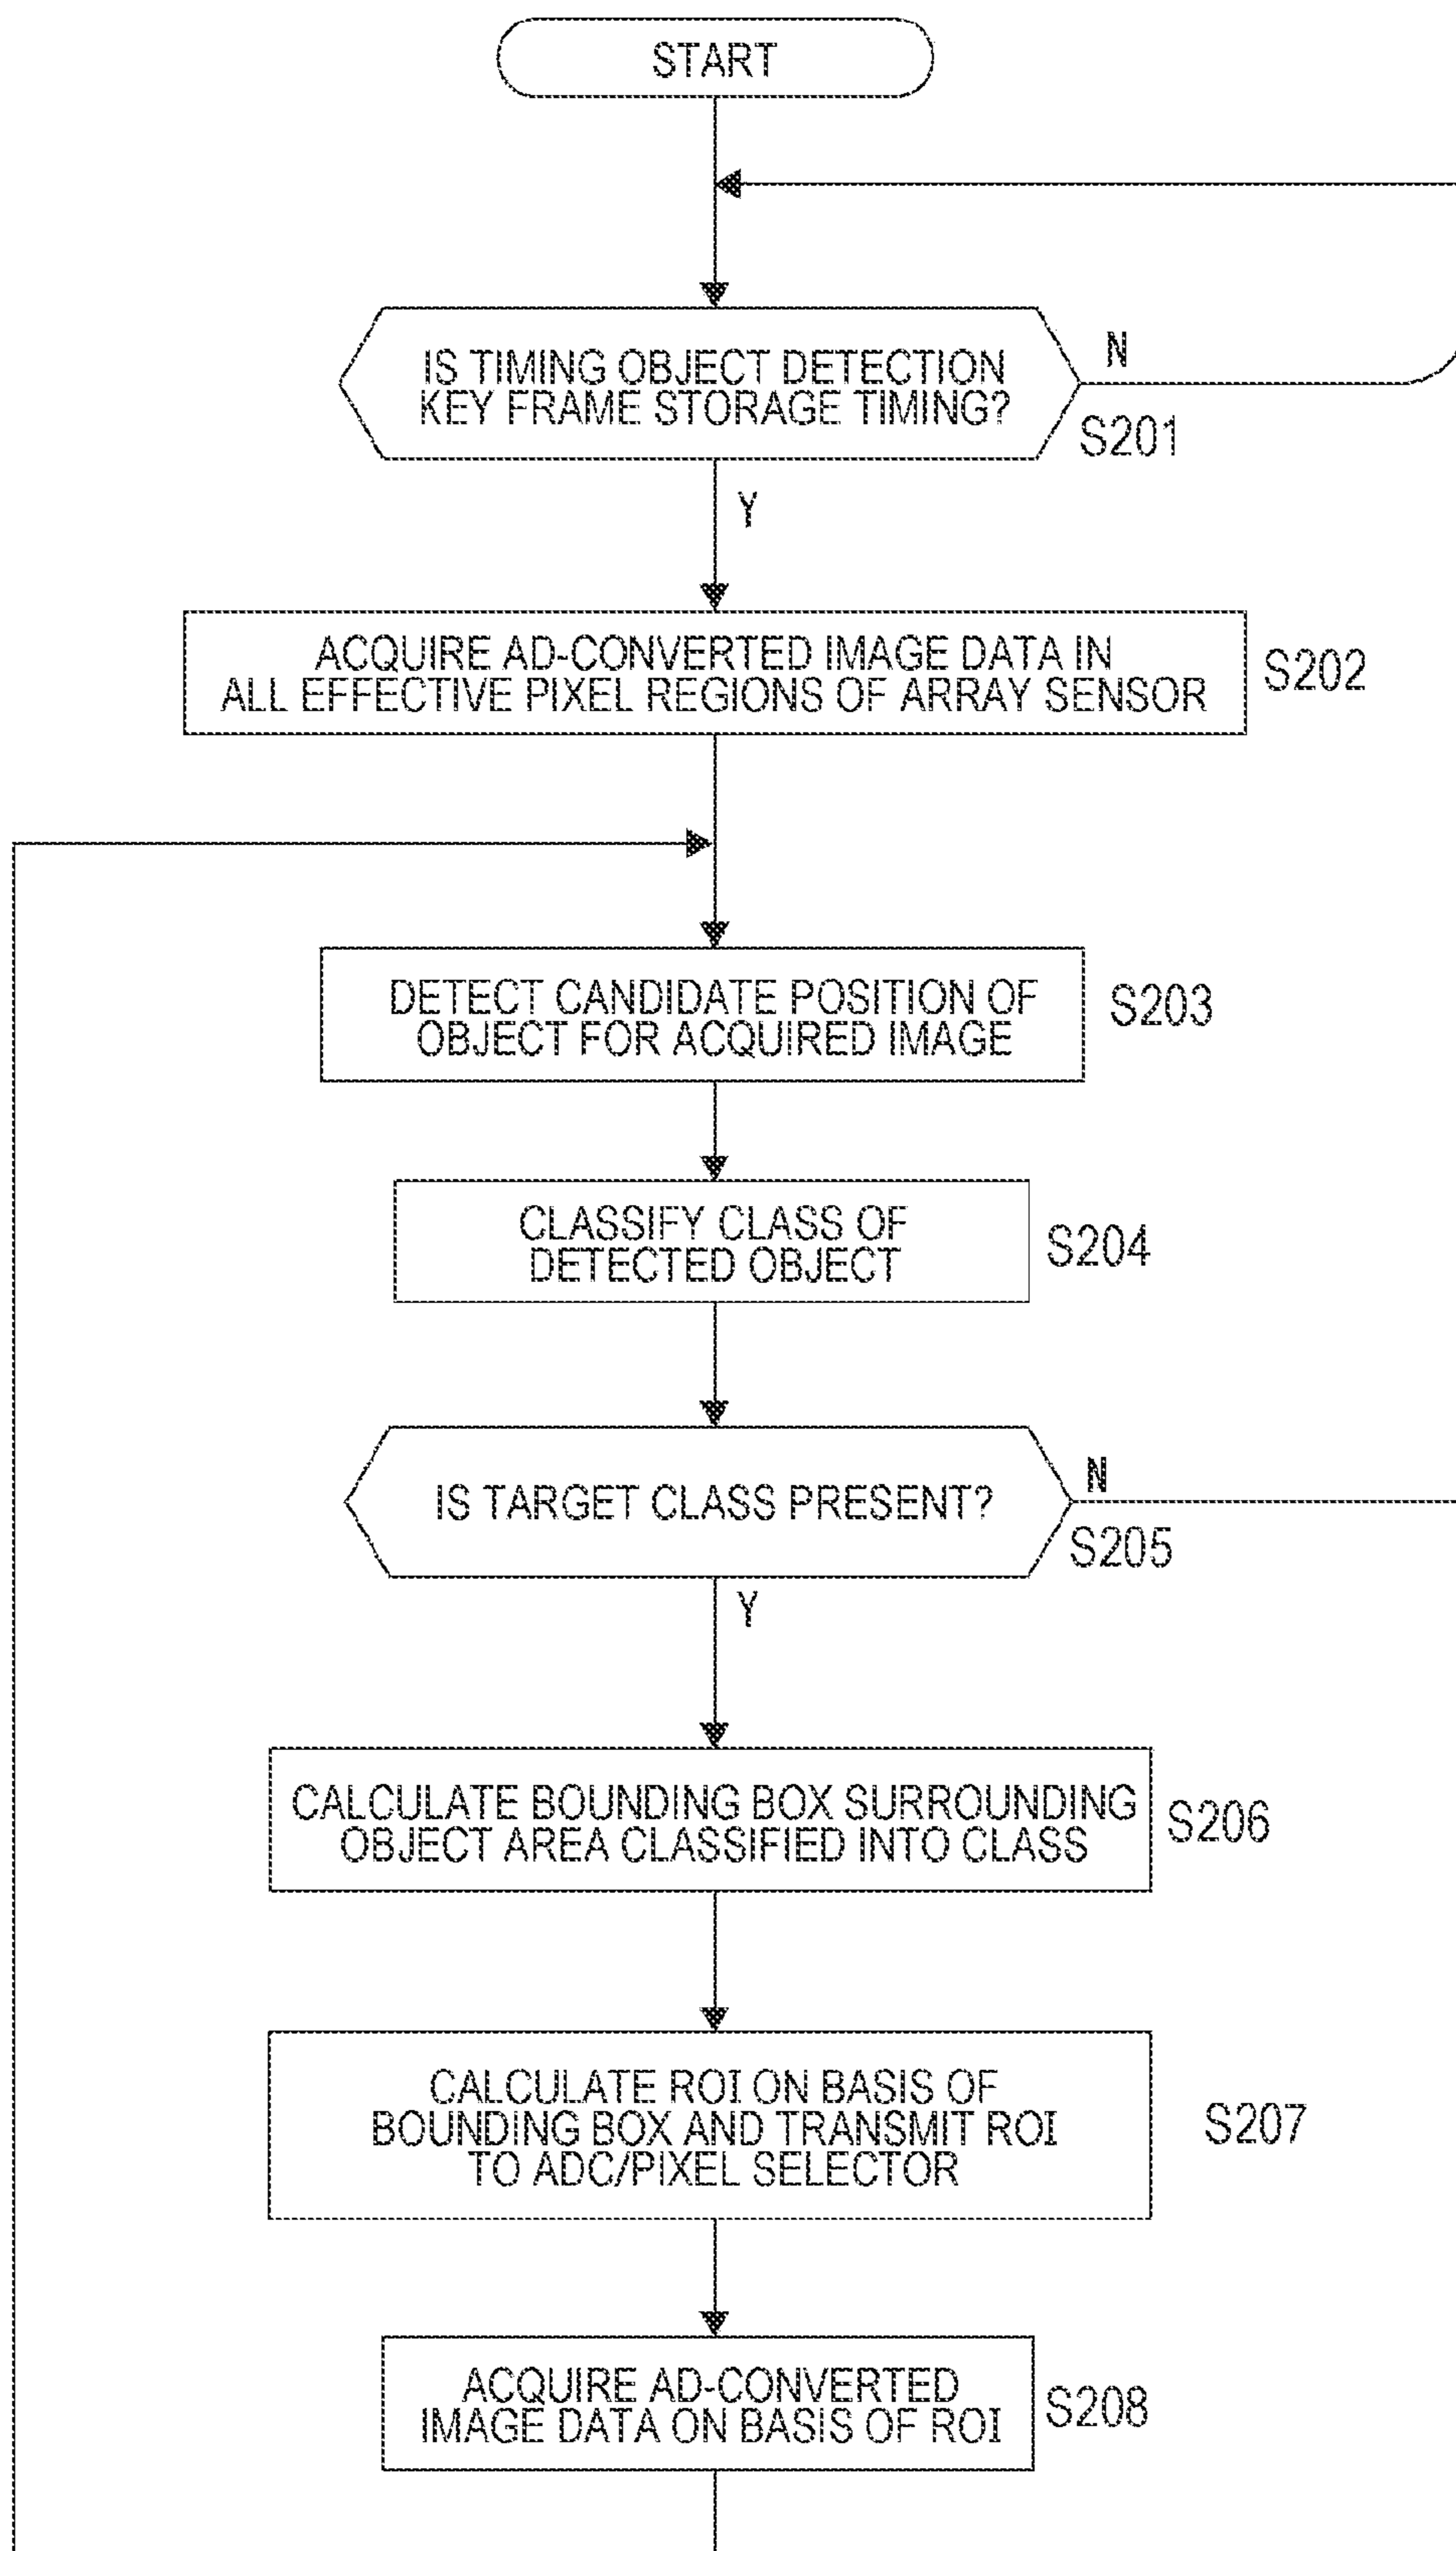 START
IS TIMING OBJECT DETECTION
KEY FRAME STORAGE TIMING?
N
S201
Y
ACQUIRE AD-CONVERTED IMAGE DATA IN
ALL EFFECTIVE PIXEL REGIONS OF ARRAY SENSOR
S202
DETECT CANDIDATE POSITION OF
OBJECT FOR ACQUIRED IMAGE
S203
CLASSIFY CLASS OF
DETECTED OBJECT
S204
IS TARGET CLASS PRESENT?
N
S205
Y
CALCULATE BOUNDING BOX SURROUNDING
OBJECT AREA CLASSIFIED INTO CLASS
S206
CALCULATE ROI ON BASIS OF
BOUNDING BOX AND TRANSMIT ROI
TO ADC/PIXEL SELECTOR
S207
ACQUIRE AD-CONVERTED
IMAGE DATA ON BASIS OF ROI
S208